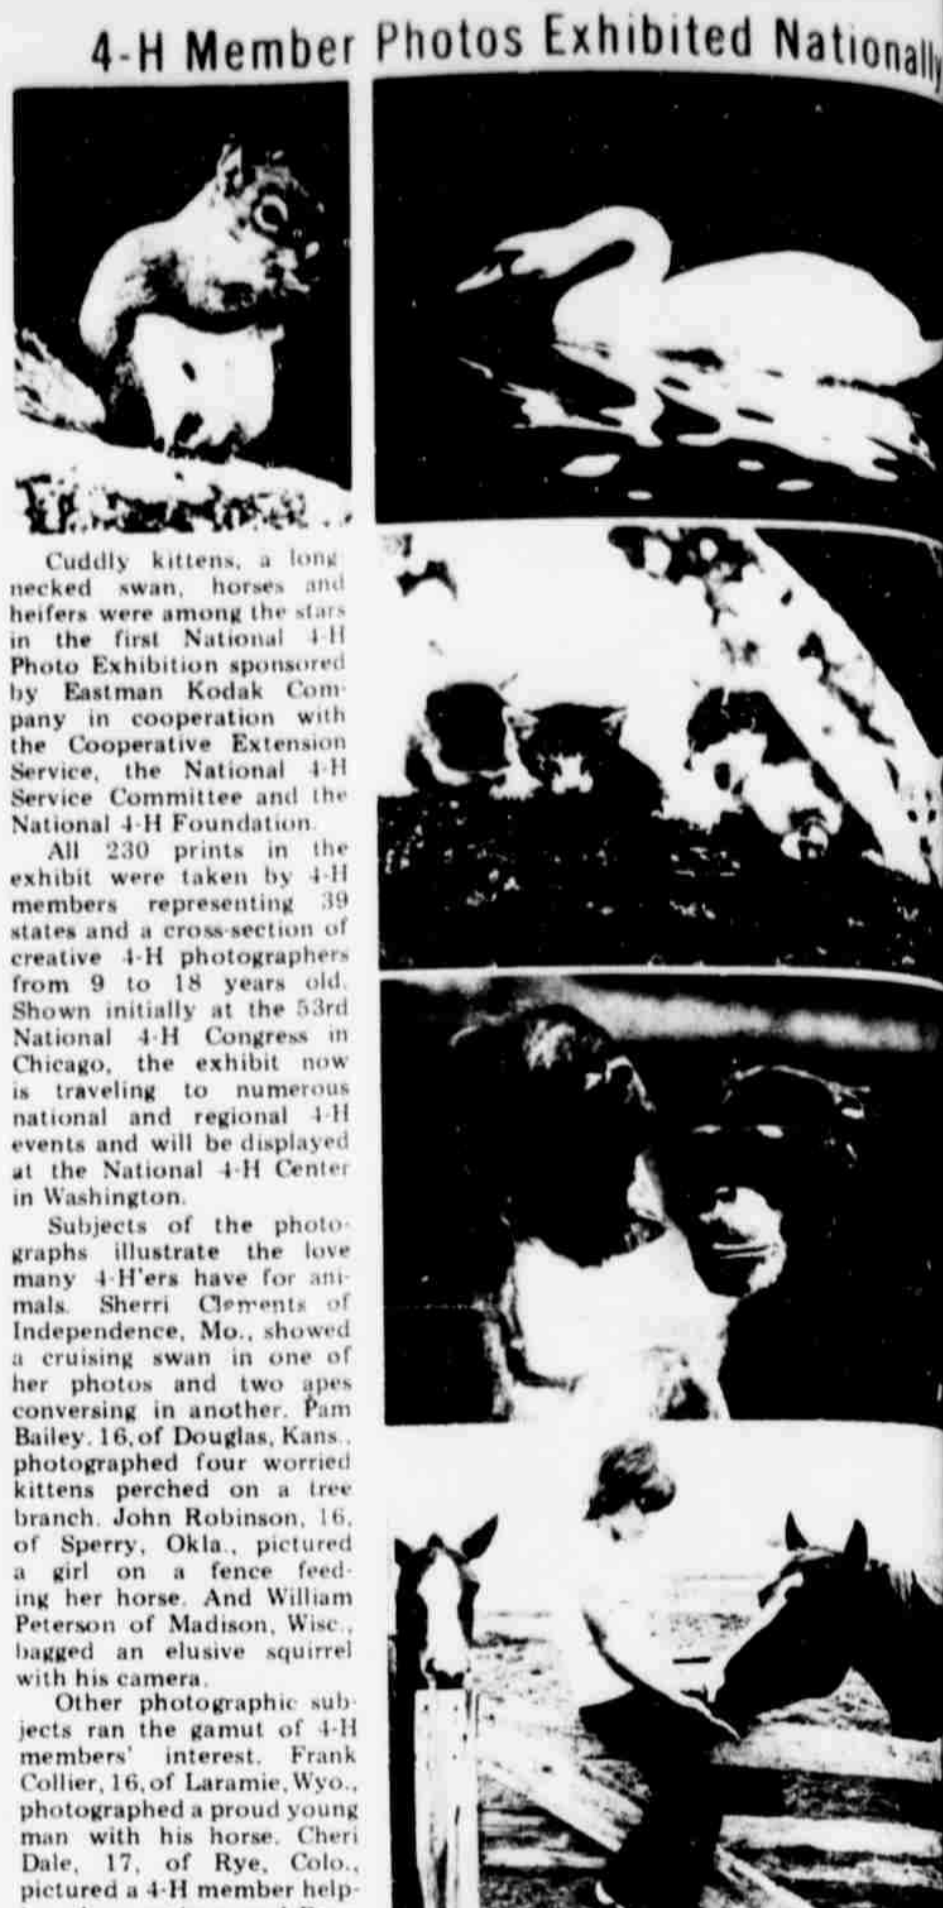 4-H Member Photos Exhibited Nationally
Cuddly kittens, a long
necked swan, horses and
heifers were among the stars
in the first National 4-H
Photo Exhibition sponsored
by Eastman Kodak Com-
pany in cooperation with
the Cooperative Extension
Service, the National 4-H
Service Committee and the
National 4-H Foundation.
All 230 prints in the
exhibit were taken by 4-H
members representing 39
states and a cross-section of
creative 4-H photographers
from 9 to 18 years old.
Shown initially at the 53rd
National 4-H Congress in
Chicago, the exhibit now
is traveling to numerous
national and regional 4-H
events and will be displayed
at the National 4-H Center
in Washington.
Subjects of the photo-
graphs illustrate the love
many 4-H'ers have for ani-
mals. Sherri Clements of
Independence, Mo., showed
a cruising swan in one of
her photos and two apes
conversing in another. Pam
Bailey, 16, of Douglas, Kans.,
photographed four worried
kittens perched on a tree
branch. John Robinson, 16,
of Sperry, Okla., pictured
a girl on a fence feed-
ing her horse. And William
Peterson of Madison, Wisc.,
bagged an elusive squirrel
with his camera.
Other photographic sub-
jects ran the gamut of 4-H
members' interest. Frank
Collier, 16, of Laramie, Wyo.,
photographed a proud young
man with his horse. Cheri
Dale, 17, of Rye, Colo.,
pictured a 4-H member help-